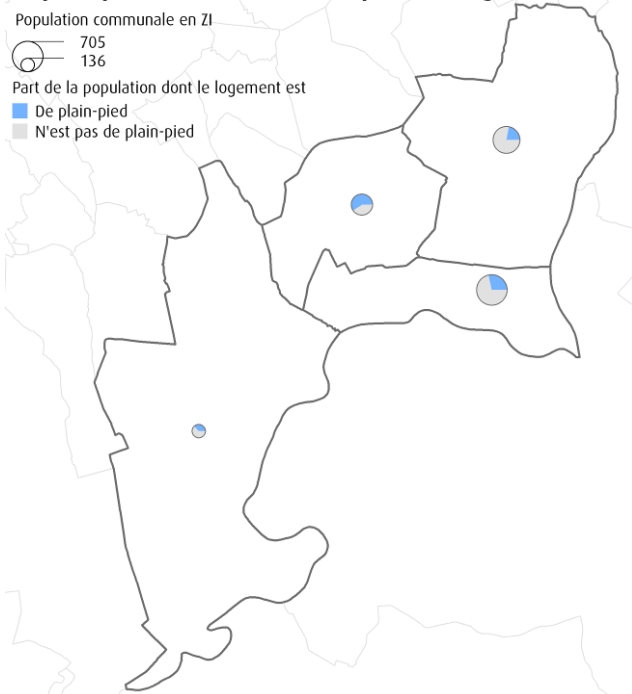 Population communale en ZI
705
136
Part de la population dont le logement est
De plain-pied
N'est pas de plain-pied